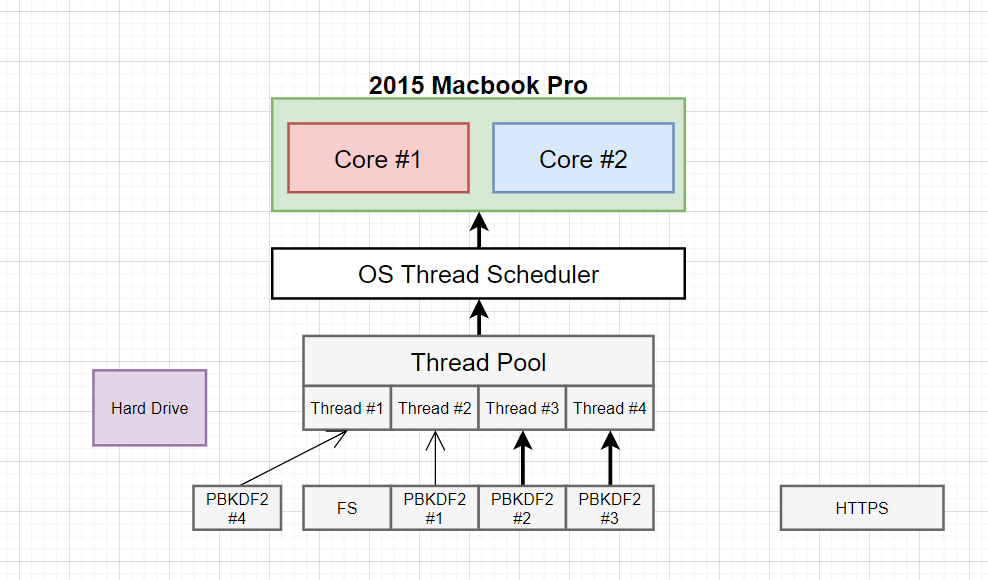 2015 Macbook Pro
Core #1
Core #2
OS Thread Scheduler
Thread Pool
Hard Drive
Thread #1
Thread #2
Thread #3
Thread #4
PBKDF2
#4
FS
PBKDF2
#1
PBKDF2
#2
PBKDF2
#3
HTTPS